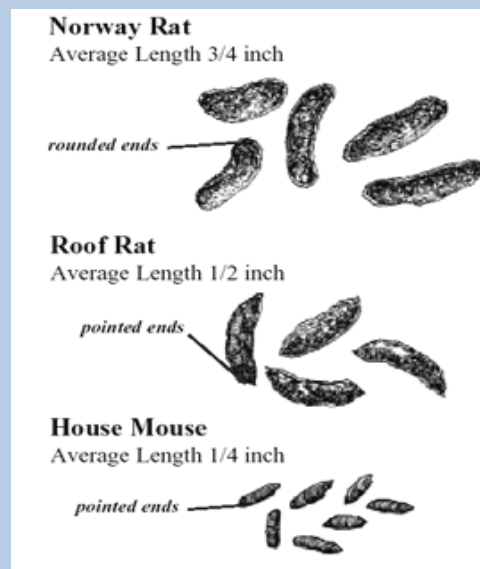 Norway Rat
Average Length 3/4 inch
rounded ends
Roof Rat
Average Length 1/2 inch
pointed ends
House Mouse
Average Length 1/4 inch
pointed ends